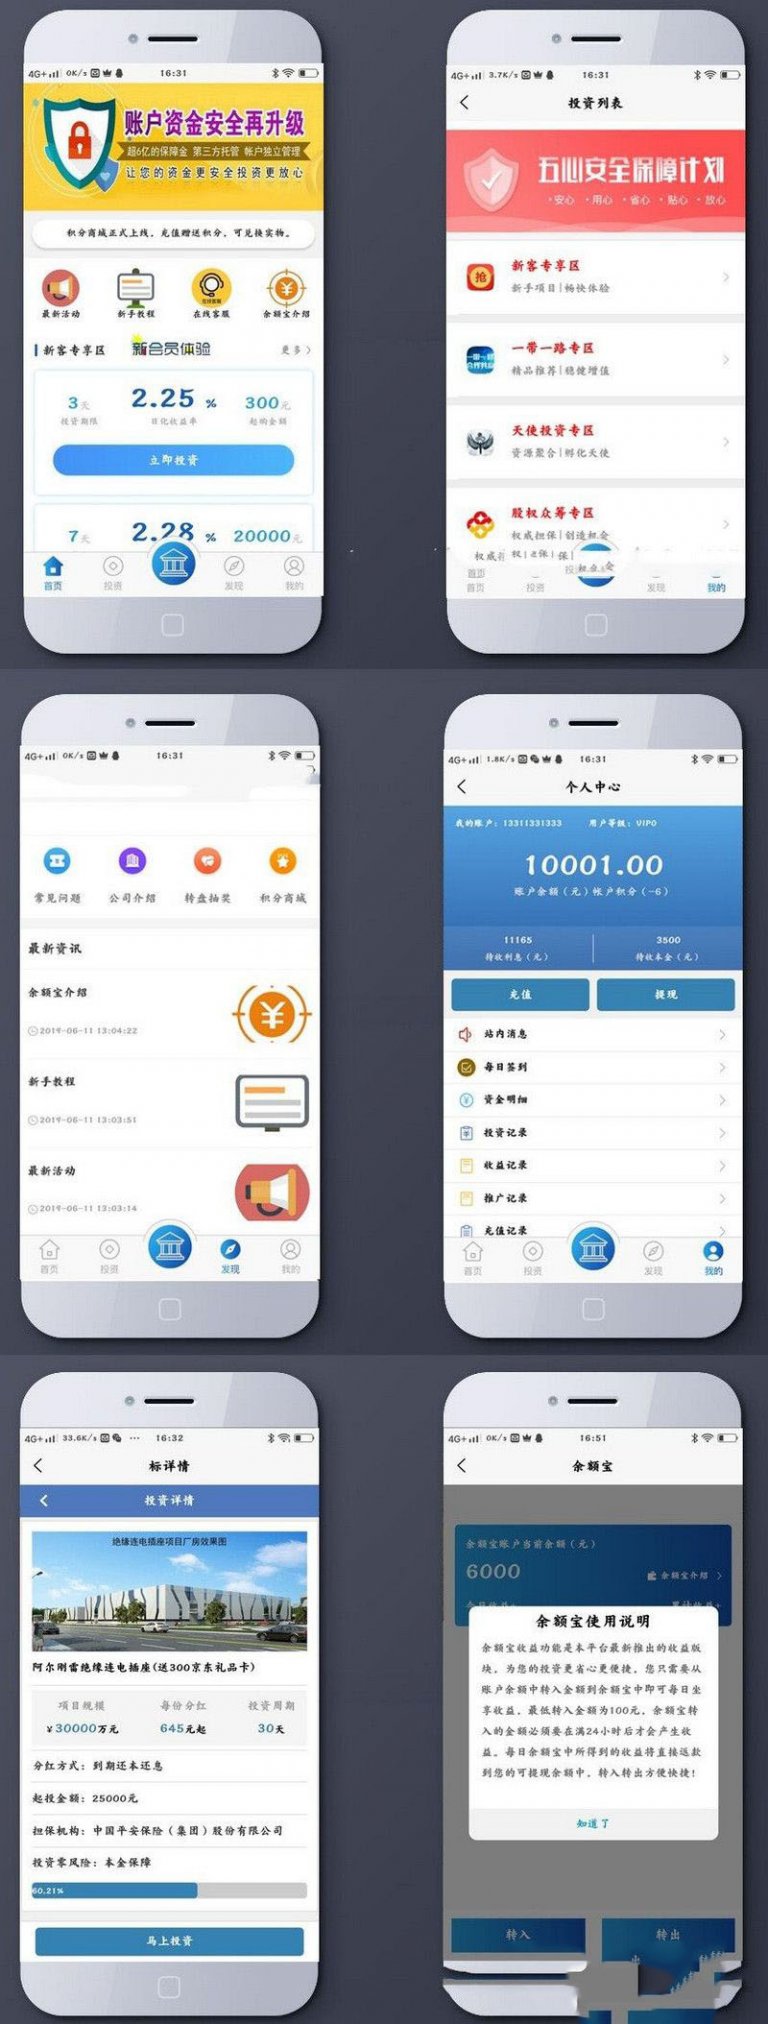 4G+ 0K/s 16:31
账户资金安全再升级
超6亿的保障金 第三方托管 帐户独立管理
让您的资金更安全投资更放心
积分商城正式上线，充值赠送积分，可兑换实物。
最新活动 新手教程 在线客服 余额宝介绍
新客专享区 新会员体验 更多
3天 2.25 % 300元
投资期限 日化收益率 起购金额
立即投资
7天 2.28 % 20000元
首页 投资 发现 我的
4G+ 3.7K/s 16:31
投资列表
五心安全保障计划
·安心 ·用心 ·省心 ·贴心 ·放心
抢
新客专享区
新手项目|畅快体验
一带一路专区
精品推荐|稳健增值
天使投资专区
资源聚合|孵化天使
股权众筹专区
权威担保|创造机会
首页 投资 发现 我的
4G+ 0K/s 16:31
常见问题 公司介绍 转盘抽奖 积分商城
最新资讯
余额宝介绍
2019-06-11 13:04:22
新手教程
2019-06-11 13:03:51
最新活动
2019-06-11 13:03:14
首页 投资 发现 我的
4G+ 1.8K/s 16:31
个人中心
我的账户：13311331333 用户等级：VIP0
10001.00
账户余额（元）帐户积分（-6）
11165 3500
待收利息（元） 待收本金（元）
充值 提现
站内消息
每日签到
资金明细
投资记录
收益记录
推广记录
充值记录
首页 投资 发现 我的
4G+ 33.6K/s ··· 16:32
标详情
投资详情
绝缘连电插座项目厂房效果图
阿尔刚雷绝缘连电插座(送300京东礼品卡)
项目规模 每份分红 投资周期
¥30000万元 645元起 30天
分红方式：到期还本还息
起投金额：25000元
担保机构：中国平安保险（集团）股份有限公司
投资零风险：本金保障
60.21%
马上投资
4G+ 0K/s 16:51
余额宝
余额宝账户当前余额（元）
6000 余额宝介绍
余额宝使用说明
余额宝收益功能是本平台最新推出的收益版
块，为您的投资更省心更便捷，您只需要从
账户余额中转入金额到余额宝中即可每日坐
享收益，最低转入金额为100元，余额宝转
入的金额必须要在满24小时后才会产生收
益。每日余额宝中所得到的收益将直接返款
到您的可提现余额中，转入转出方便快捷！
知道了
转入 转出